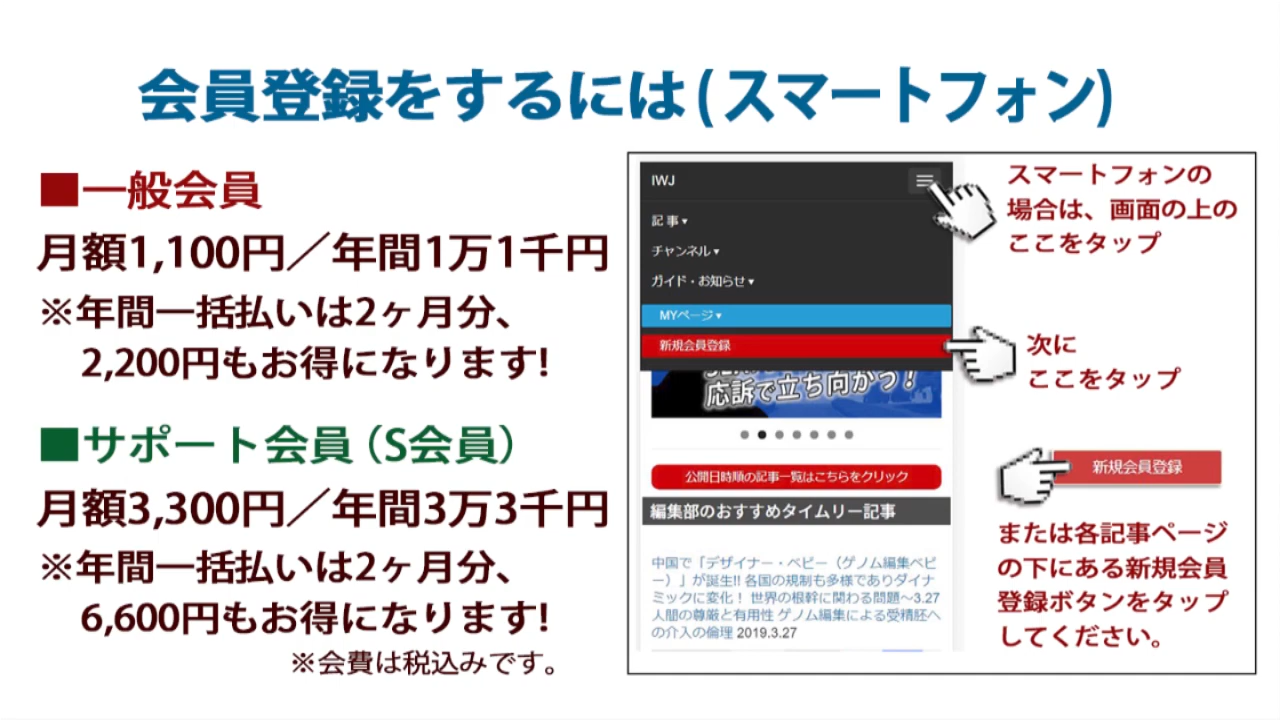 会員登録をするには(スマートフォン)
■一般会員
月額1,100円／年間1万1千円
※年間一括払いは2ヶ月分、
2,200円もお得になります!
■サポート会員（S会員）
月額3,300円／年間3万3千円
※年間一括払いは2ヶ月分、
6,600円もお得になります!
※会費は税込みです。
IWJ
記事▾
チャンネル▾
ガイド・お知らせ▾
MYページ▾
新規会員登録
応訴で立ち向かう！
公開日時順の記事一覧はこちらをクリック
編集部のおすすめタイムリー記事
中国で「デザイナー・ベビー（ゲノム編集ベビ
ー）」が誕生!! 各国の規制も多様でありダイナ
ミックに変化！ 世界の根幹に関わる問題～3.27
人間の尊厳と有用性 ゲノム編集による受精胚へ
の介入の倫理 2019.3.27
スマートフォンの
場合は、画面の上の
ここをタップ
次に
ここをタップ
新規会員登録
または各記事ページ
の下にある新規会員
登録ボタンをタップ
してください。